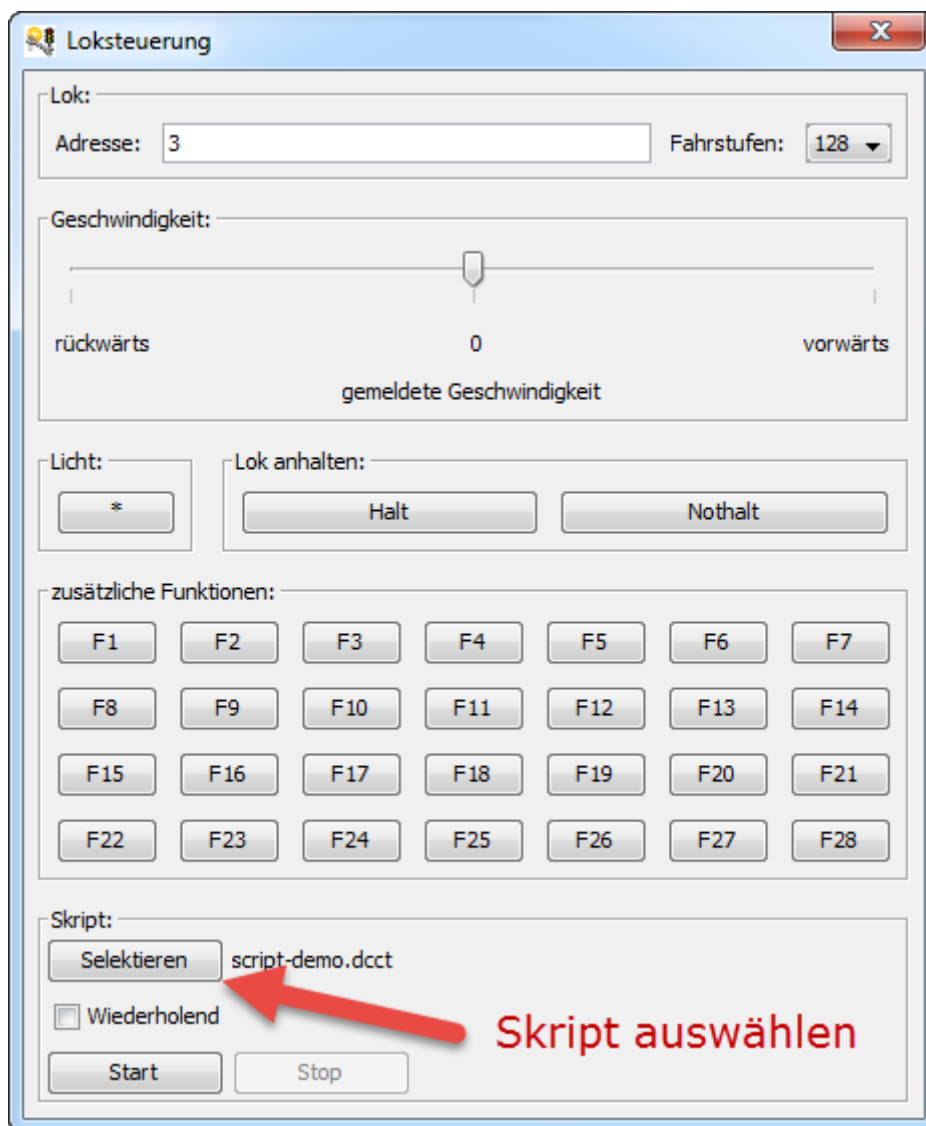 Loksteuerung
Lok:
Adresse: 3 Fahrstufen: 128
Geschwindigkeit:
rückwärts 0 vorwärts
gemeldete Geschwindigkeit
Licht: Lok anhalten:
* Halt Nothalt
zusätzliche Funktionen:
F1 F2 F3 F4 F5 F6 F7
F8 F9 F10 F11 F12 F13 F14
F15 F16 F17 F18 F19 F20 F21
F22 F23 F24 F25 F26 F27 F28
Skript:
Selektieren script-demo.dcct
Wiederholend
Skript auswählen
Start Stop